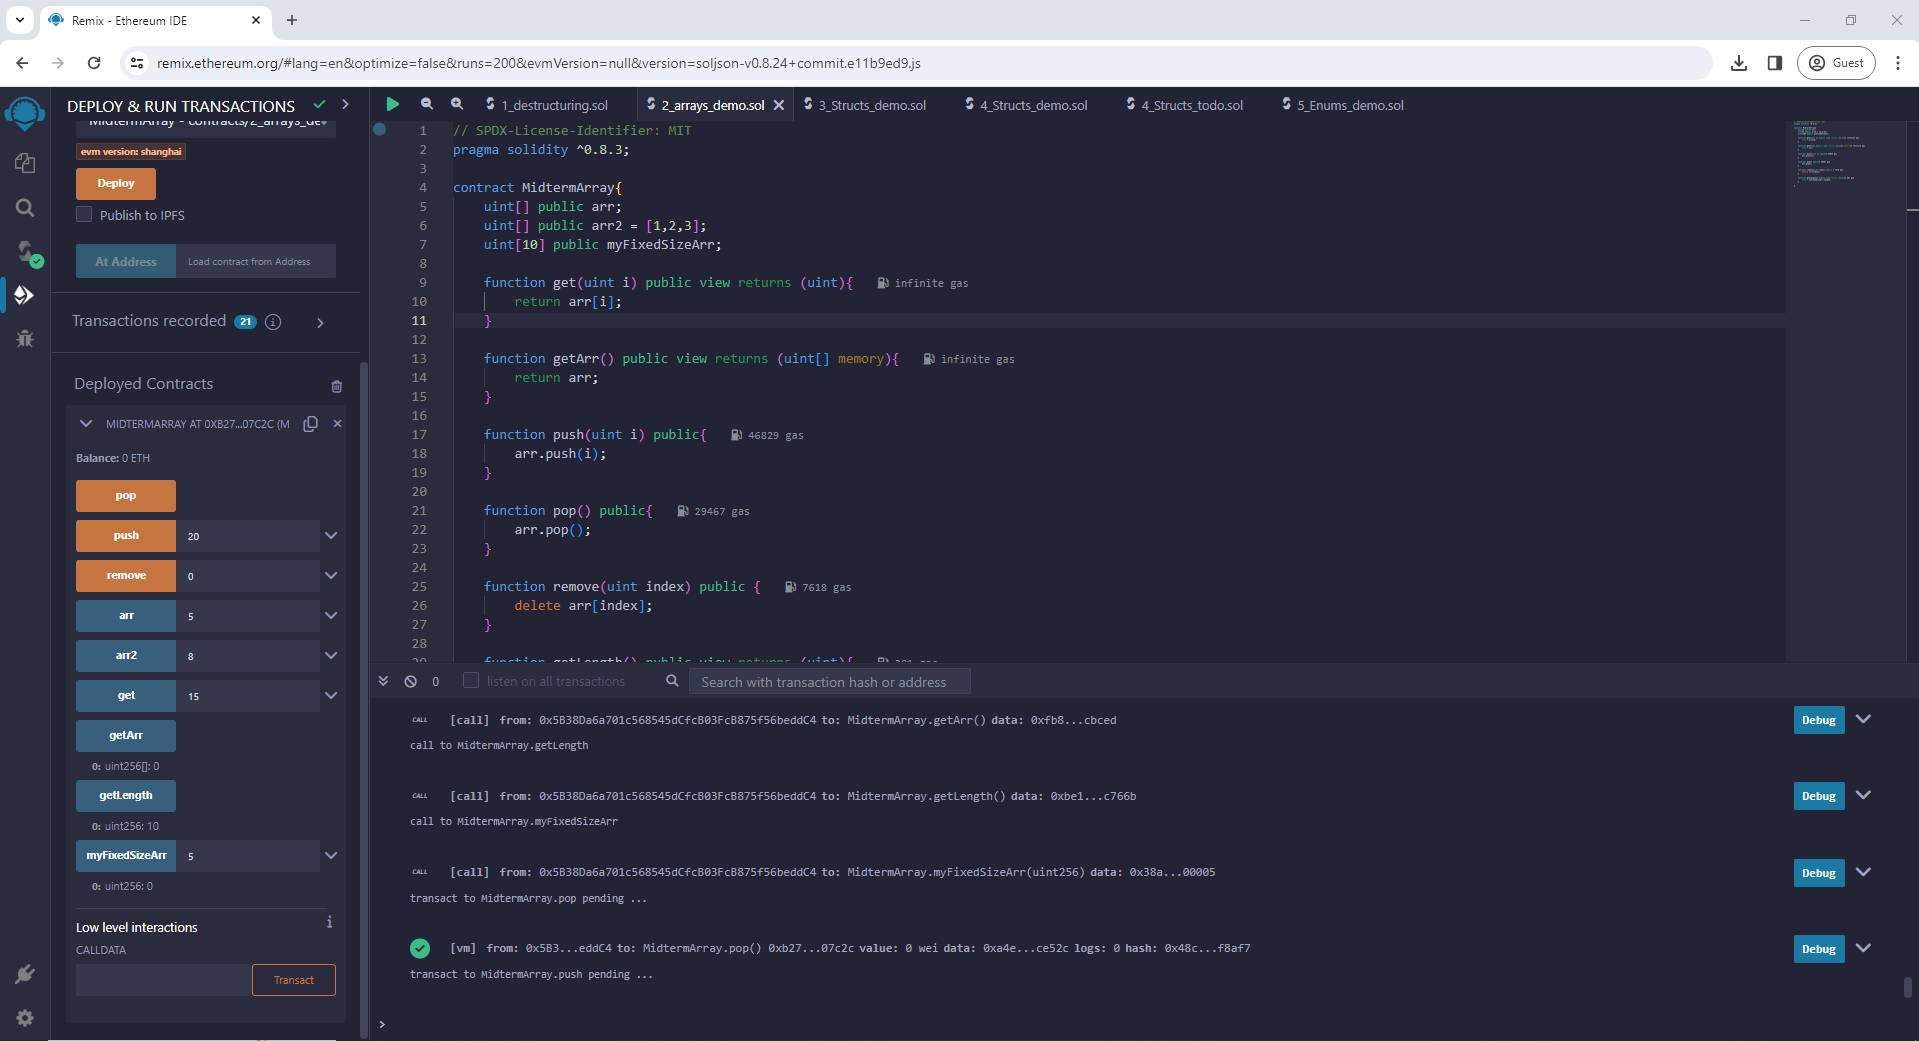 Remix - Ethereum IDE
remix.ethereum.org/#lang=en&optimize=false&runs=200&evmVersion=null&version=soljson-v0.8.24+commit.e11b9ed9.js
Guest
DEPLOY & RUN TRANSACTIONS
MidtermArray - contracts/2_arrays_de
evm version: shanghai
Deploy
Publish to IPFS
At Address
Load contract from Address
Transactions recorded 21 i
Deployed Contracts
MIDTERMARRAY AT 0XB27...07C2C (M
Balance: 0 ETH
pop
push 20
remove 0
arr 5
arr2 8
get 15
getArr
0: uint256[]: 0
getLength
0: uint256: 10
myFixedSizeArr 5
0: uint256: 0
Low level interactions i
CALLDATA
Transact
1_destructuring.sol
2_arrays_demo.sol
3_Structs_demo.sol
4_Structs_demo.sol
4_Structs_todo.sol
5_Enums_demo.sol
1 // SPDX-License-Identifier: MIT
2 pragma solidity ^0.8.3;
3
4 contract MidtermArray{
5 uint[] public arr;
6 uint[] public arr2 = [1,2,3];
7 uint[10] public myFixedSizeArr;
8
9 function get(uint i) public view returns (uint){ infinite gas
10 return arr[i];
11 }
12
13 function getArr() public view returns (uint[] memory){ infinite gas
14 return arr;
15 }
16
17 function push(uint i) public{ 46829 gas
18 arr.push(i);
19 }
20
21 function pop() public{ 29467 gas
22 arr.pop();
23 }
24
25 function remove(uint index) public { 7618 gas
26 delete arr[index];
27 }
28
29 function getLength() public view returns (uint){
0
listen on all transactions
Search with transaction hash or address
CALL [call] from: 0x5B38Da6a701c568545dCfcB03FcB875f56beddC4 to: MidtermArray.getArr() data: 0xfb8...cbced
Debug
call to MidtermArray.getLength
CALL [call] from: 0x5B38Da6a701c568545dCfcB03FcB875f56beddC4 to: MidtermArray.getLength() data: 0xbe1...c766b
Debug
call to MidtermArray.myFixedSizeArr
CALL [call] from: 0x5B38Da6a701c568545dCfcB03FcB875f56beddC4 to: MidtermArray.myFixedSizeArr(uint256) data: 0x38a...00005
Debug
transact to MidtermArray.pop pending ...
[vm] from: 0x5B3...eddC4 to: MidtermArray.pop() 0xb27...07c2c value: 0 wei data: 0xa4e...ce52c logs: 0 hash: 0x48c...f8af7
Debug
transact to MidtermArray.push pending ...
>